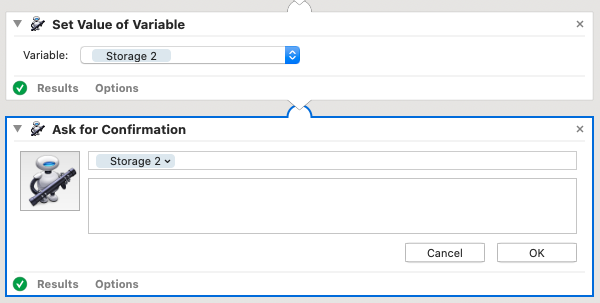 Set Value of Variable
Variable: Storage 2
Results Options
Ask for Confirmation
Storage 2
Cancel OK
Results Options